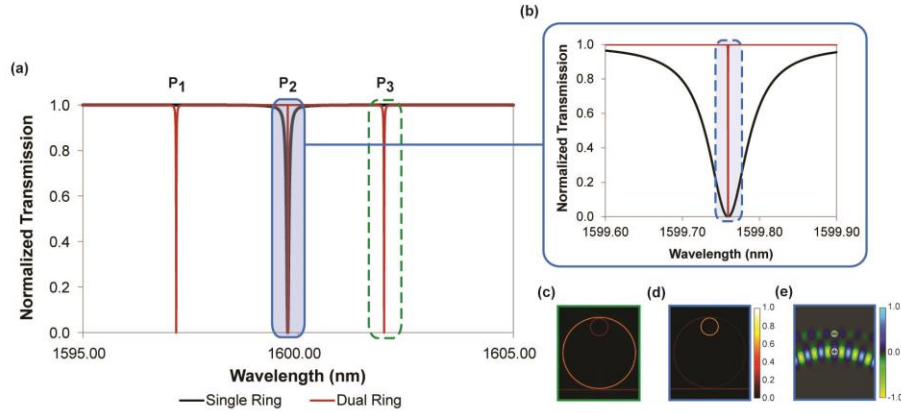 (a)
P1 P2 P3
Normalized Transmission
1.0
0.8
0.6
0.4
0.2
0.0
1595.00 1600.00 1605.00
Wavelength (nm)
Single Ring Dual Ring
(b)
Normalized Transmission
1.0
0.8
0.6
0.4
0.2
0.0
1599.60 1599.70 1599.80 1599.90
Wavelength (nm)
(c) (d) (e)
1.0
0.8
0.6
0.4
0.2
0.0
1.0
0.0
-1.0